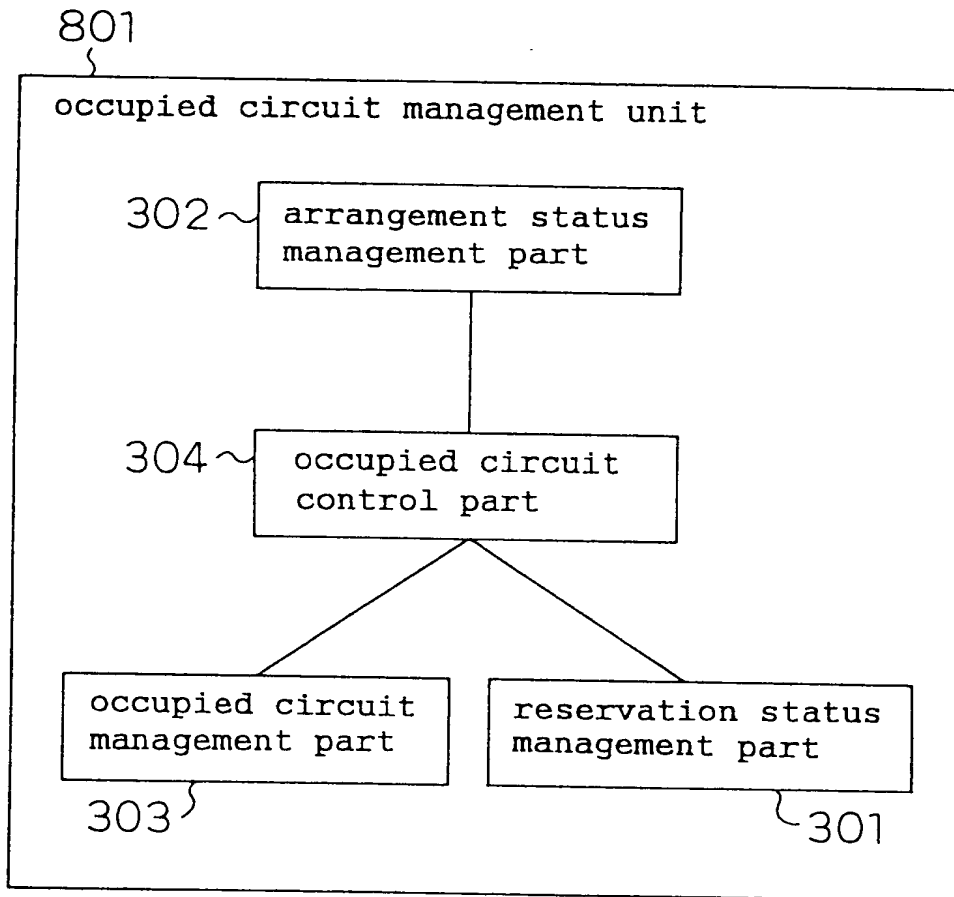 801
occupied circuit management unit
302
arrangement status
management part
304
occupied circuit
control part
occupied circuit
management part
303
reservation status
management part
301